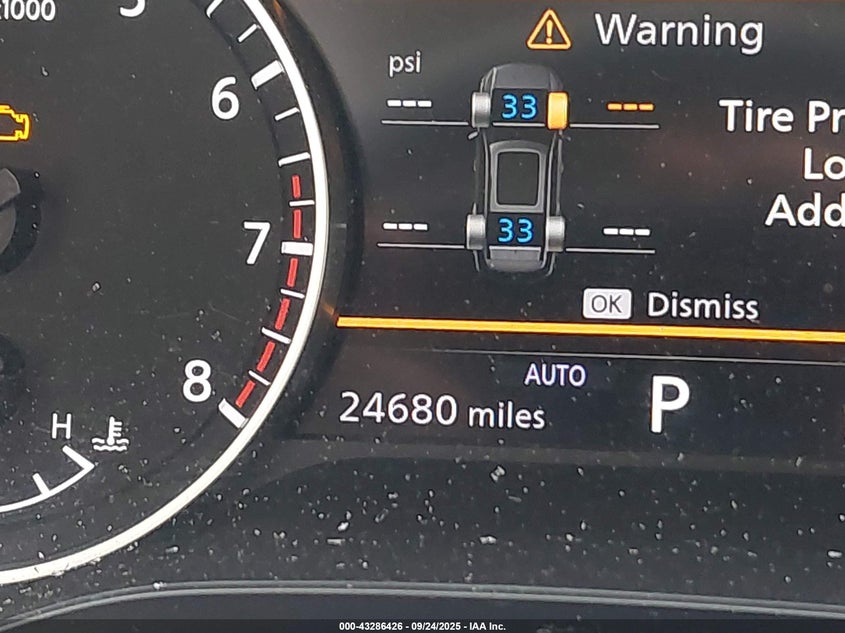 1000
5
Warning
psi
6
--- 33 ---
Tire Pr
Lo
Add
7
--- 33 ---
OK Dismiss
8
AUTO
24680 miles
P
H
000-43286426 - 09/24/2025 - IAA Inc.